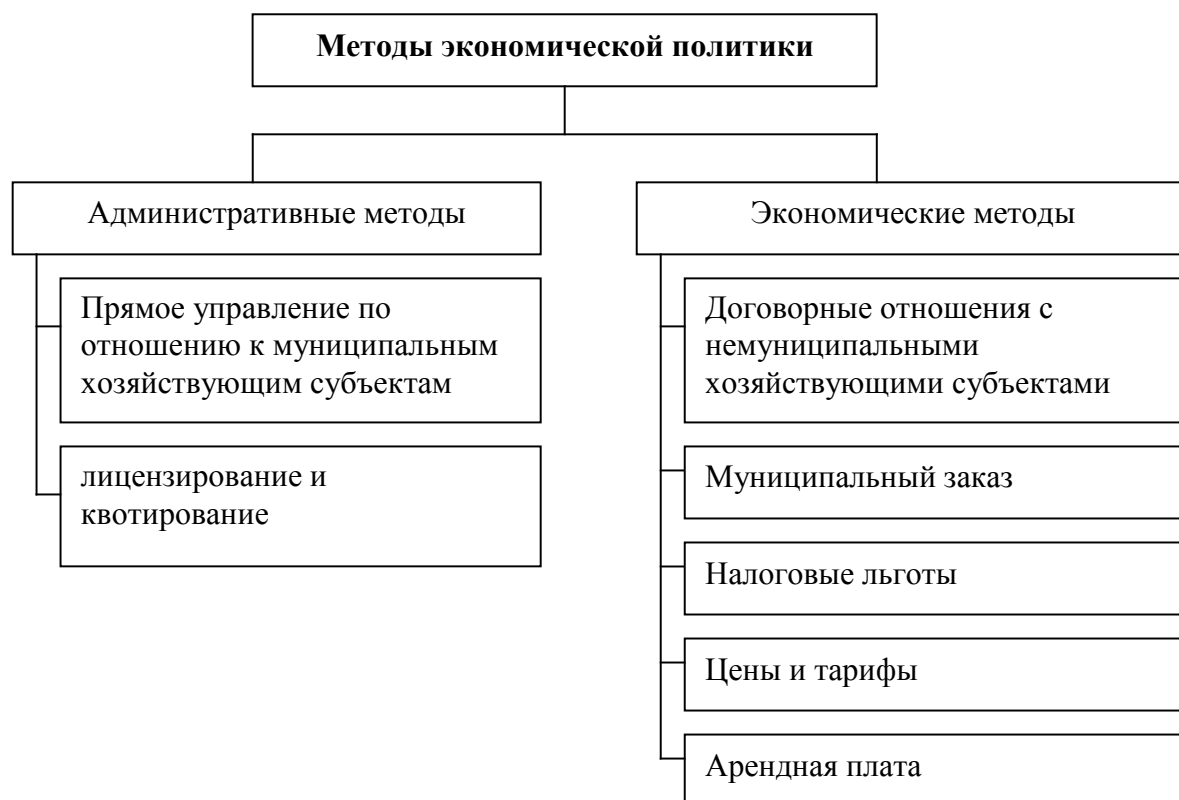 Методы экономической политики
Административные методы
Прямое управление по
отношению к муниципальным
хозяйствующим субъектам
лицензирование и
квотирование
Экономические методы
Договорные отношения с
немуниципальными
хозяйствующими субъектами
Муниципальный заказ
Налоговые льготы
Цены и тарифы
Арендная плата